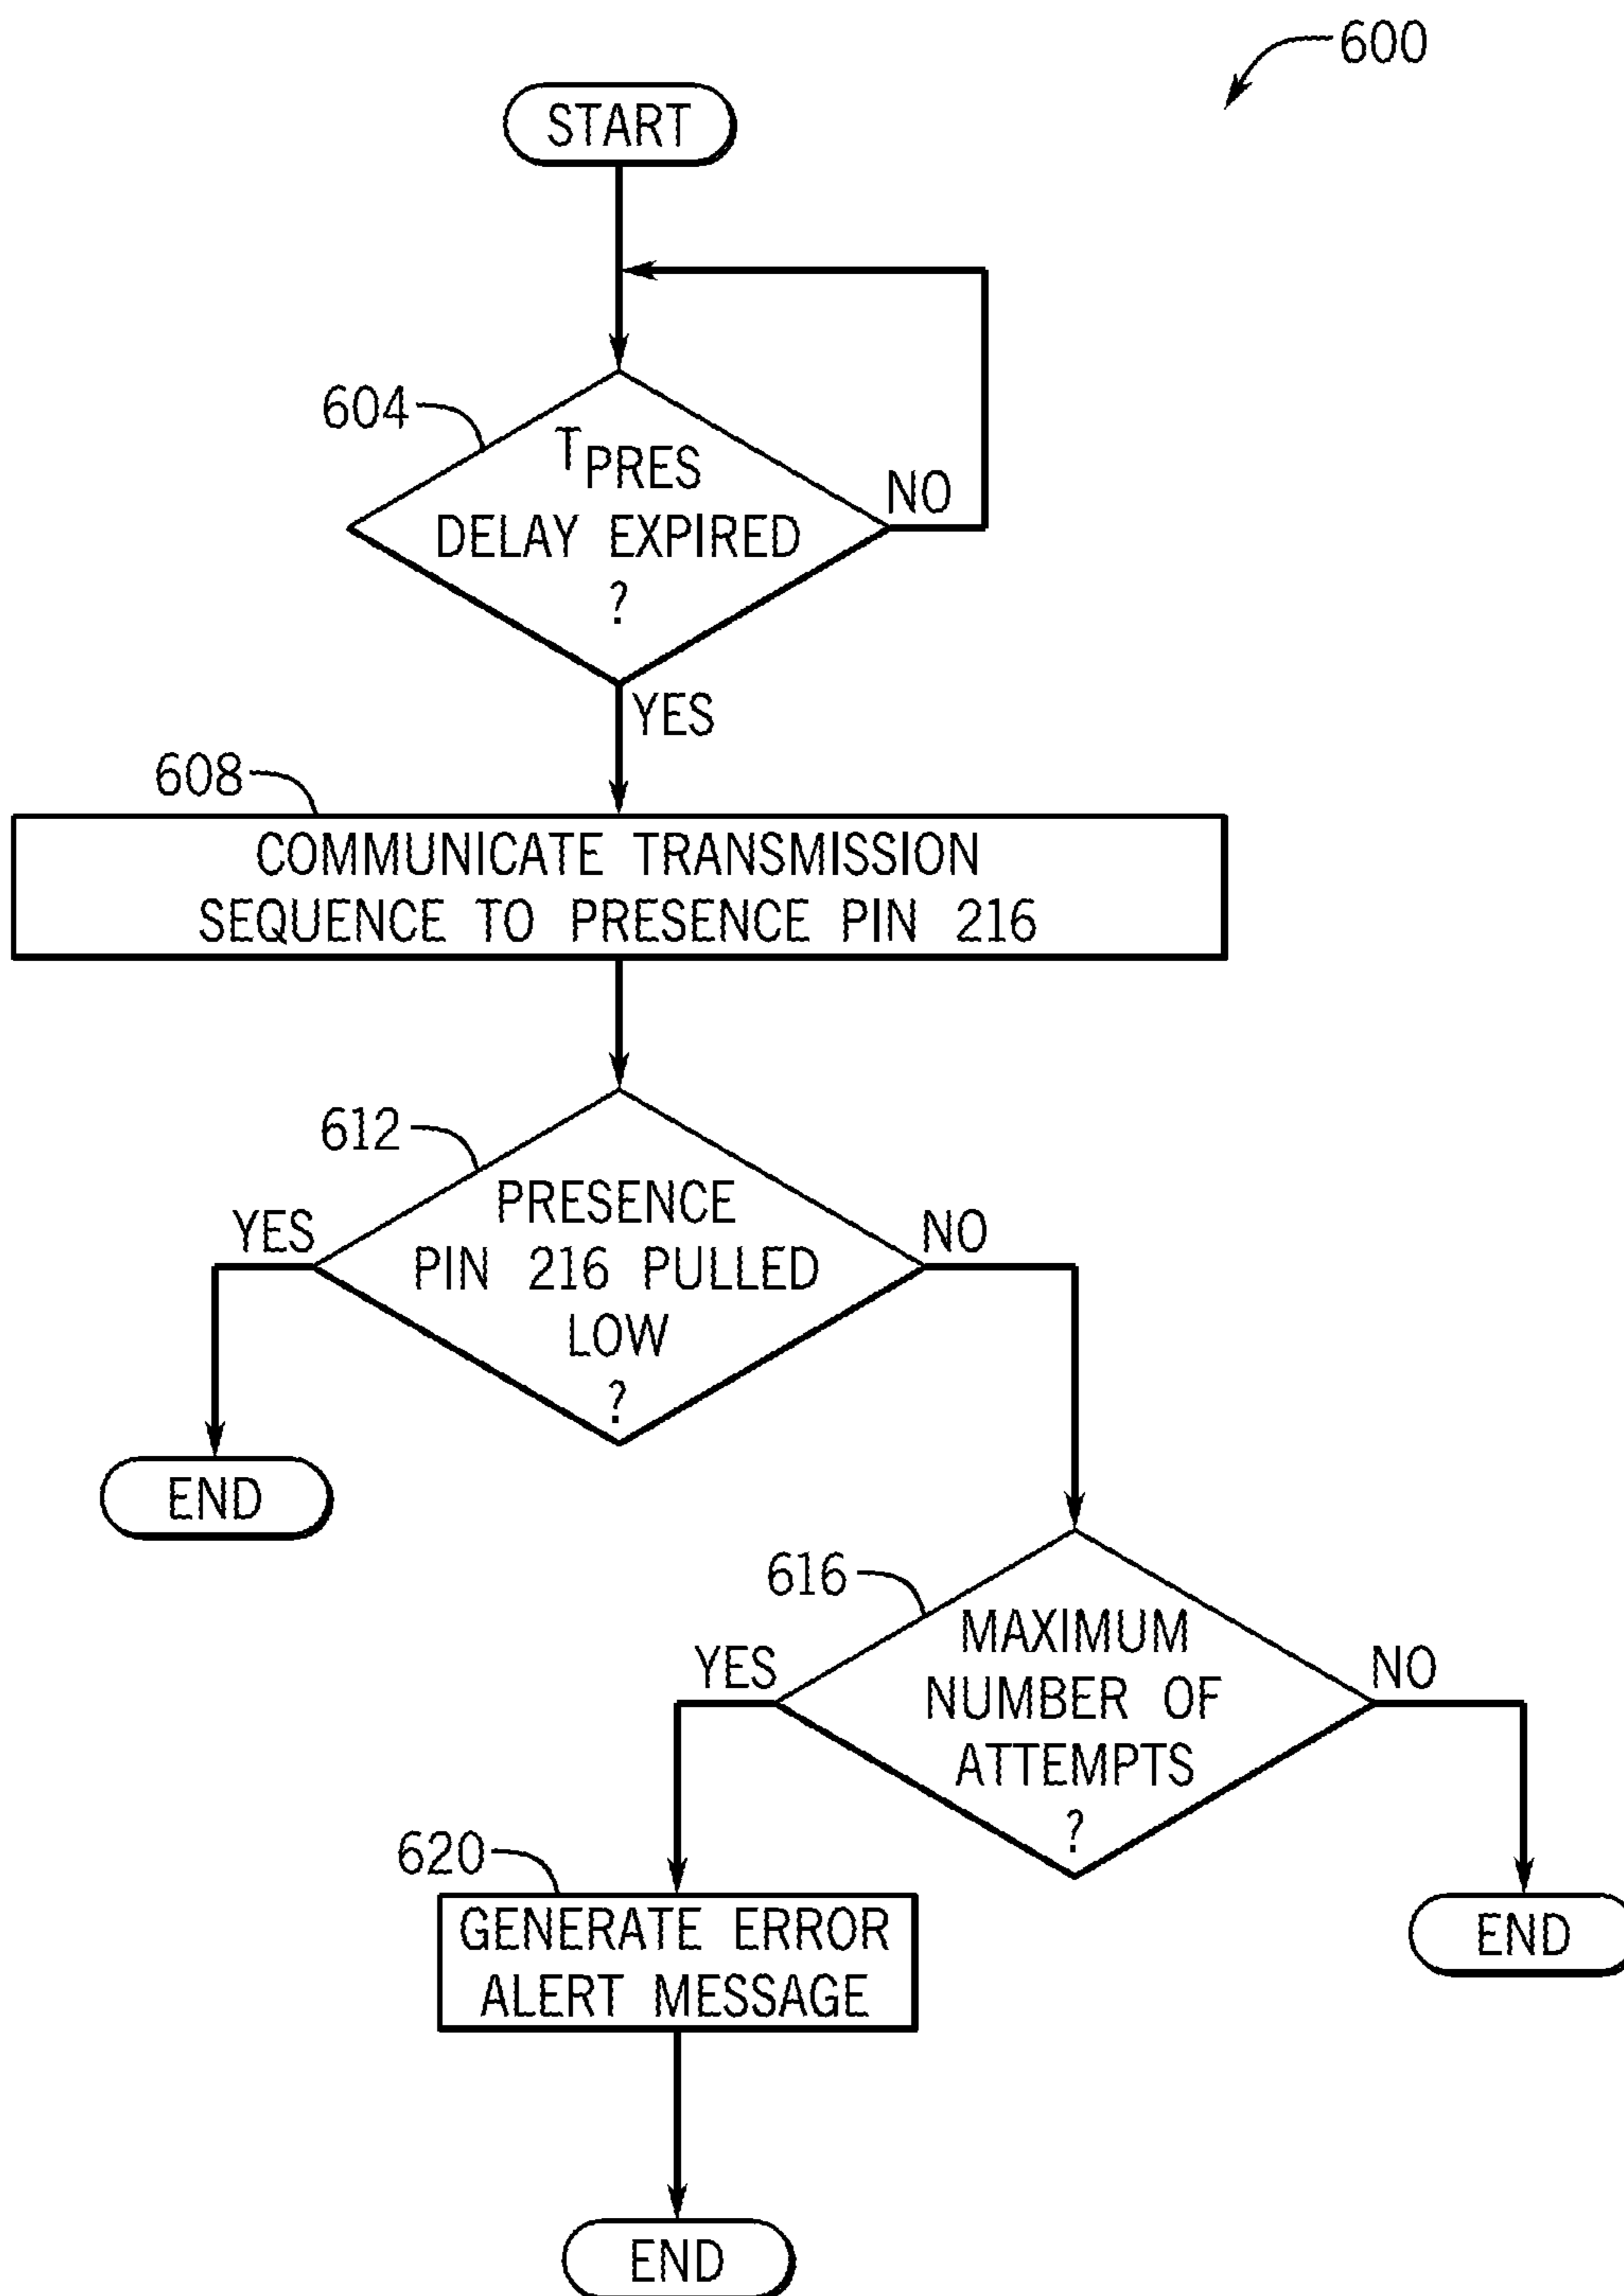 600
START
604
TPRES
DELAY EXPIRED
?
NO
YES
608
COMMUNICATE TRANSMISSION
SEQUENCE TO PRESENCE PIN 216
612
PRESENCE
PIN 216 PULLED
LOW
?
YES
NO
END
616
MAXIMUM
NUMBER OF
ATTEMPTS
?
YES
NO
620
GENERATE ERROR
ALERT MESSAGE
END
END